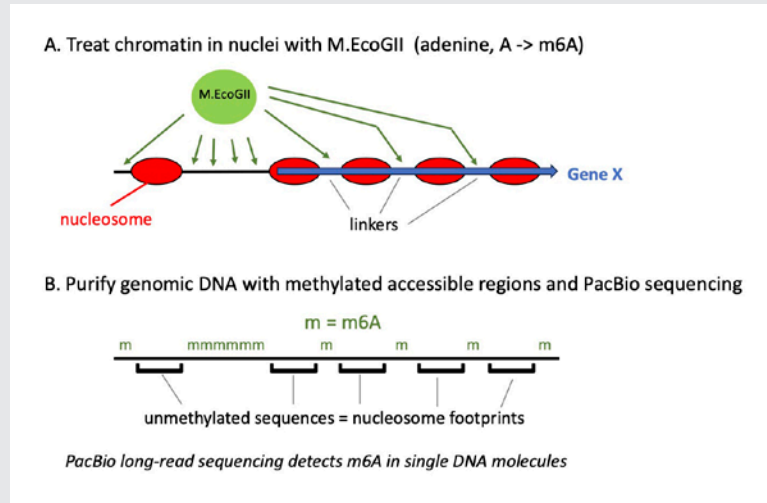 A. Treat chromatin in nuclei with M.EcoGII (adenine, A -> m6A)
M.EcoGII
Gene X
nucleosome
linkers
B. Purify genomic DNA with methylated accessible regions and PacBio sequencing
m = m6A
m mmmmmm m m m m
unmethylated sequences = nucleosome footprints
PacBio long-read sequencing detects m6A in single DNA molecules